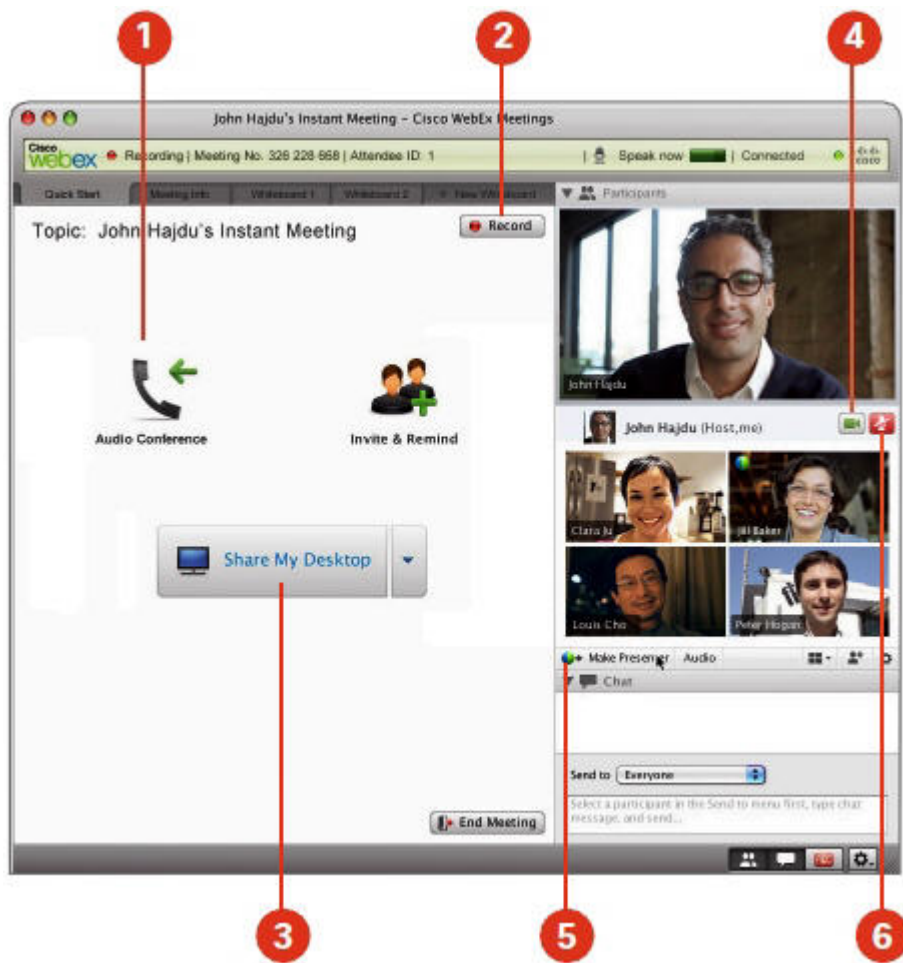 1
2
4
John Hajdu's Instant Meeting - Cisco WebEx Meetings
Cisco webex Recording | Meeting No. 326 228 668 | Attendee ID: 1 | Speak now | Connected cisco
Quick Start Meeting Info Whiteboard 1 Whiteboard 2 + New Whiteboard Participants
Topic: John Hajdu's Instant Meeting Record
John Hajdu
Audio Conference Invite & Remind
John Hajdu (Host,me)
Clara Ju Jill Baker
Share My Desktop
Louis Cho Peter Hogan
Make Presenter Audio
Chat
Send to Everyone
Select a participant in the Send to menu first, type chat
message, and send...
End Meeting
3
5
6